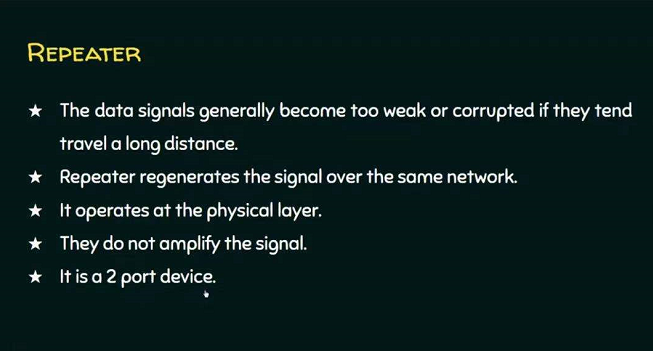 REPEATER
★ The data signals generally become too weak or corrupted if they tend
travel a long distance.
★ Repeater regenerates the signal over the same network.
★ It operates at the physical layer.
★ They do not amplify the signal.
★ It is a 2 port device.